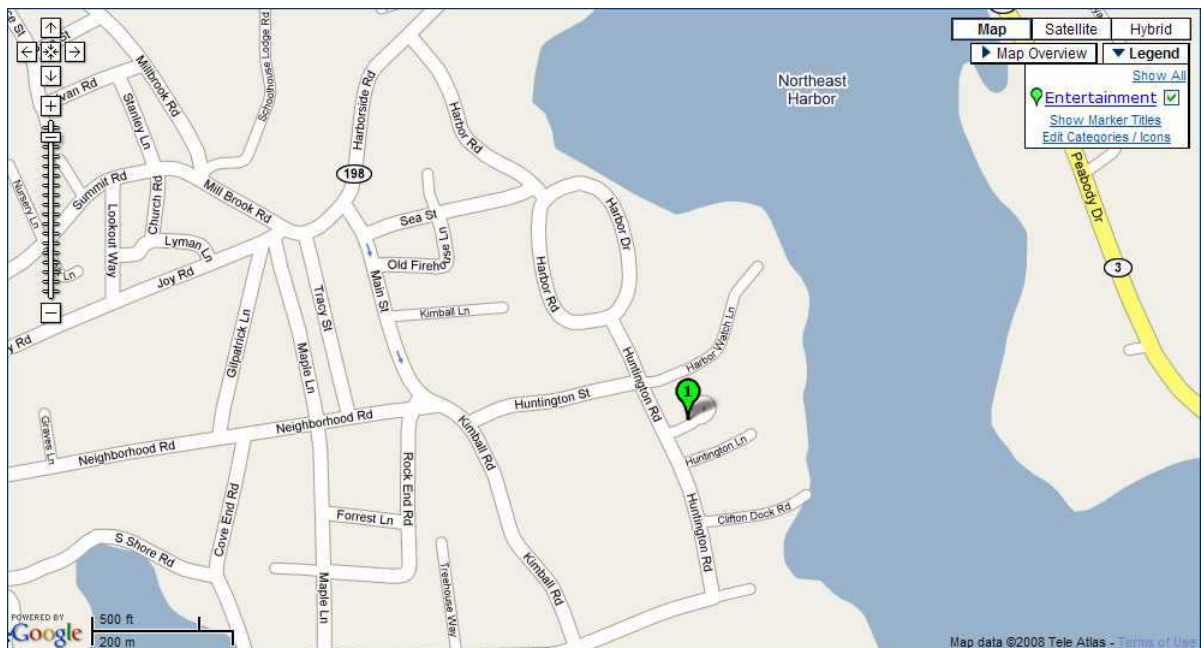 Map
Satellite
Hybrid
Map Overview
Legend
Show All
Entertainment
Show Marker Titles
Edit Categories / Icons
Northeast
Harbor
Peabody Dr
3
Millbrook Rd
Schoolhouse Lodge Rd
Stanley Ln
Summit Rd
Nursery Ln
Lookout Way
Church Rd
Lyman Ln
Mill Brook Rd
Joy Rd
Harborside Rd
198
Harbor Rd
Sea St
Old Fireho
Main St
Kimball Ln
Harbor Dr
Harbor Rd
Gilpatrick Ln
Tracy St
Maple Ln
Huntington St
Huntington Rd
Harbor Watch Ln
1
Huntington Ln
Graves Ln
Neighborhood Rd
Neighborhood Rd
Kimball Rd
Rock End Rd
Cove End Rd
Forrest Ln
S Shore Rd
Maple Ln
Treehouse Way
Kimball Rd
Huntington Rd
Clifton Dock Rd
POWERED BY
Google
500 ft
200 m
Map data ©2008 Tele Atlas - Terms of Use